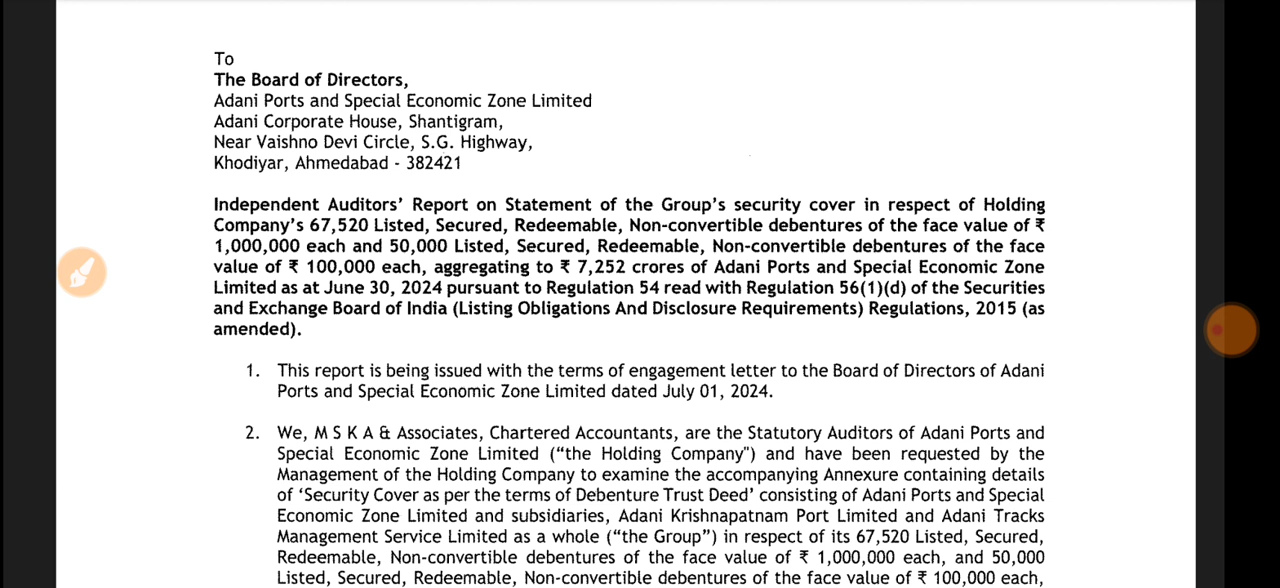 To
The Board of Directors,
Adani Ports and Special Economic Zone Limited
Adani Corporate House, Shantigram,
Near Vaishno Devi Circle, S.G. Highway,
Khodiyar, Ahmedabad - 382421
Independent Auditors’ Report on Statement of the Group’s security cover in respect of Holding
Company’s 67,520 Listed, Secured, Redeemable, Non-convertible debentures of the face value of ₹
1,000,000 each and 50,000 Listed, Secured, Redeemable, Non-convertible debentures of the face
value of ₹ 100,000 each, aggregating to ₹ 7,252 crores of Adani Ports and Special Economic Zone
Limited as at June 30, 2024 pursuant to Regulation 54 read with Regulation 56(1)(d) of the Securities
and Exchange Board of India (Listing Obligations And Disclosure Requirements) Regulations, 2015 (as
amended).
1. This report is being issued with the terms of engagement letter to the Board of Directors of Adani
Ports and Special Economic Zone Limited dated July 01, 2024.
2. We, M S K A & Associates, Chartered Accountants, are the Statutory Auditors of Adani Ports and
Special Economic Zone Limited (“the Holding Company") and have been requested by the
Management of the Holding Company to examine the accompanying Annexure containing details
of ‘Security Cover as per the terms of Debenture Trust Deed’ consisting of Adani Ports and Special
Economic Zone Limited and subsidiaries, Adani Krishnapatnam Port Limited and Adani Tracks
Management Service Limited as a whole (“the Group”) in respect of its 67,520 Listed, Secured,
Redeemable, Non-convertible debentures of the face value of ₹ 1,000,000 each, and 50,000
Listed, Secured, Redeemable, Non-convertible debentures of the face value of ₹ 100,000 each,